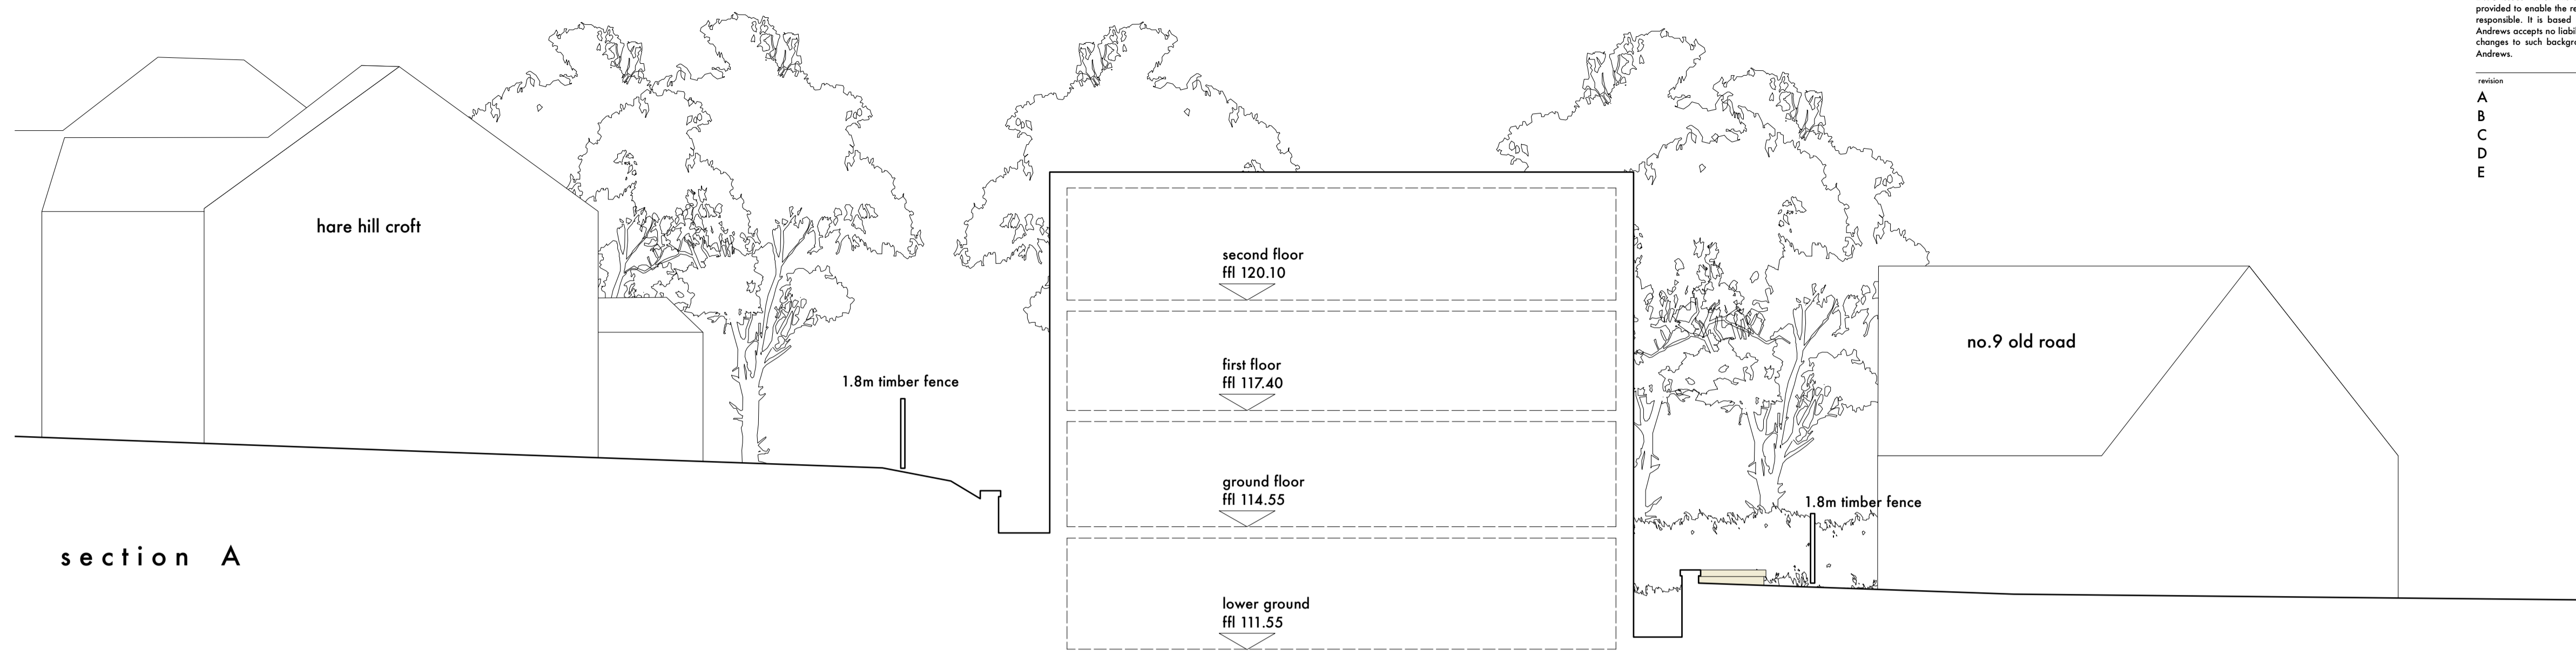 provided to enable the re
responsible. It is based
Andrews accepts no liabil
changes to such backgro
Andrews.
revision
A
B
C
D
E
hare hill croft
second floor
ffl 120.10
first floor
ffl 117.40
no.9 old road
1.8m timber fence
ground floor
ffl 114.55
1.8m timber fence
section A
lower ground
ffl 111.55